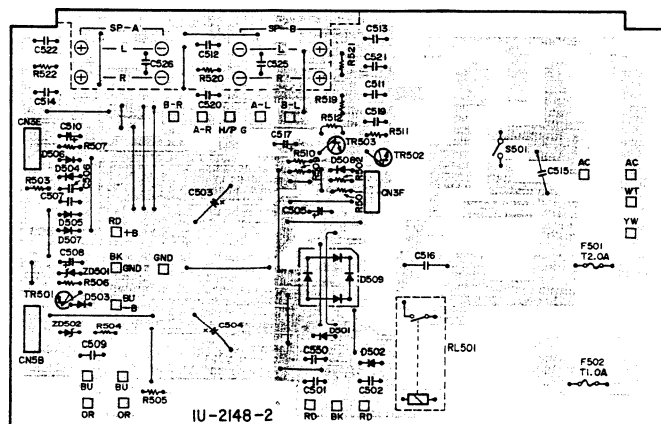 SP-A SP-B
C522 L C526 C512 L C525 R521 C513
R522 R R520 R C521
C514 C520 R519 C511
B-R A-R H/P G A-L B-L
CN3E C510 C517 R512 C519
R507 TR503 R511
D504 R510 D506 TR502 S501 C515 AC AC
R503 C506 C503 R501 CN3F WT
C507 C505 YW
D505 RD +B
D507
C508 BK GND GND C516 F501
ZD501 D509 T2.0A
R506
TR501 D503 BU -B
ZD502 R504 C504 D501 RL501
CN5B C509 C550 D502 F502
BU BU C501 C502 T1.0A
OR OR R505 1U-2148-2 RD BK RD